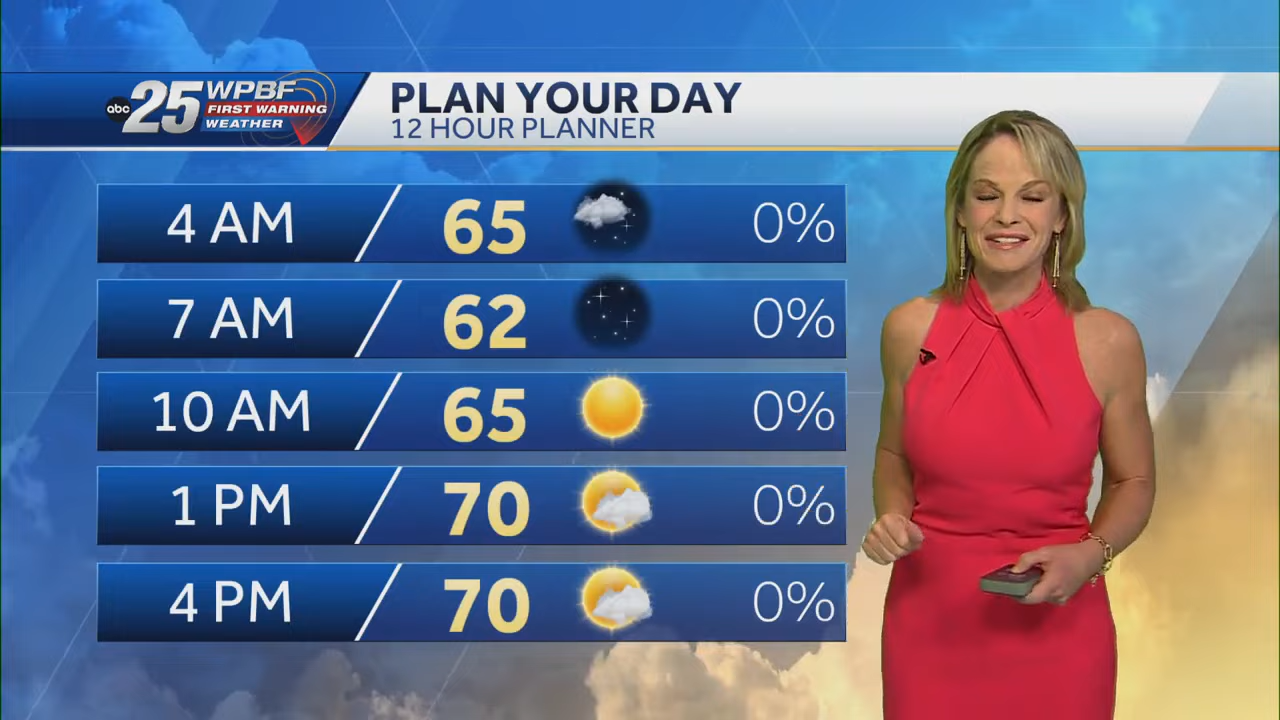 abc 25 WPBF
FIRST WARNING
WEATHER
PLAN YOUR DAY
12 HOUR PLANNER
4 AM 65 0%
7 AM 62 0%
10 AM 65 0%
1 PM 70 0%
4 PM 70 0%